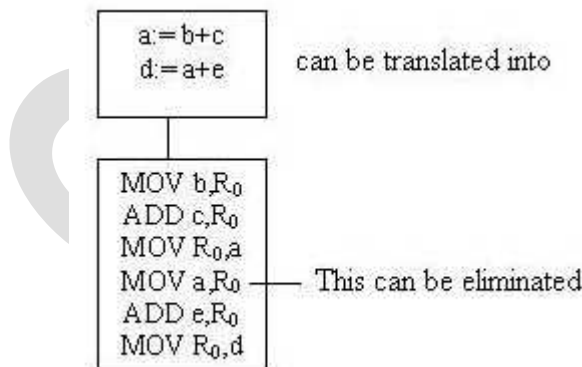 a:= b+c
d:= a+e
can be translated into
MOV b,R₀
ADD c,R₀
MOV R₀,a
MOV a,R₀
This can be eliminated
ADD e,R₀
MOV R₀,d